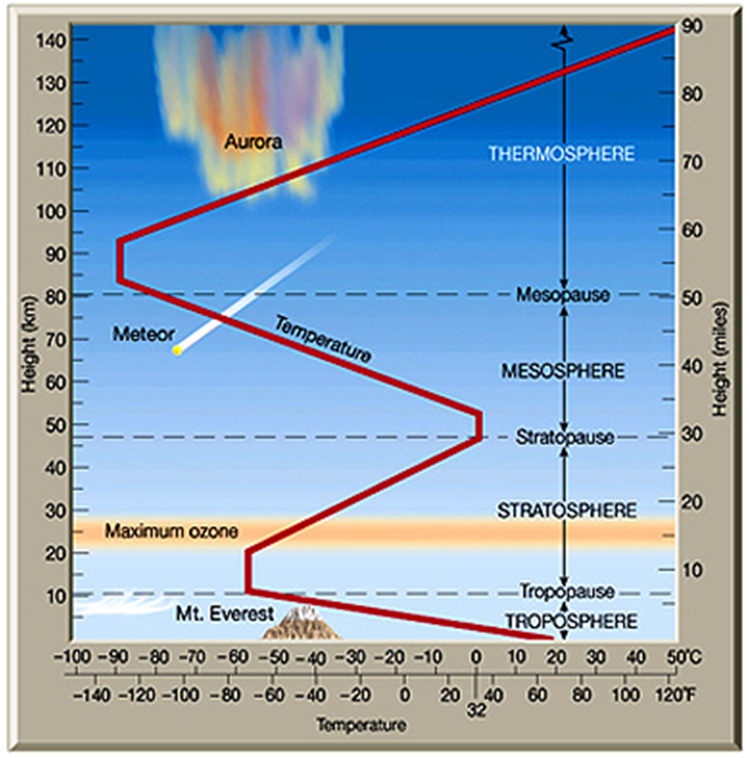 140
130
120
110
100
90
80
70
60
50
40
30
20
10
Height (km)
Aurora
Meteor
Temperature
Maximum ozone
Mt. Everest
THERMOSPHERE
Mesopause
MESOSPHERE
Stratopause
STRATOSPHERE
Tropopause
TROPOSPHERE
90
80
70
60
50
40
30
20
10
Height (miles)
-100 -90 -80 -70 -60 -50 -40 -30 -20 -10 0 10 20 30 40 50°C
-140 -120 -100 -80 -60 -40 -20 0 20 40 60 80 100 120°F
32
Temperature